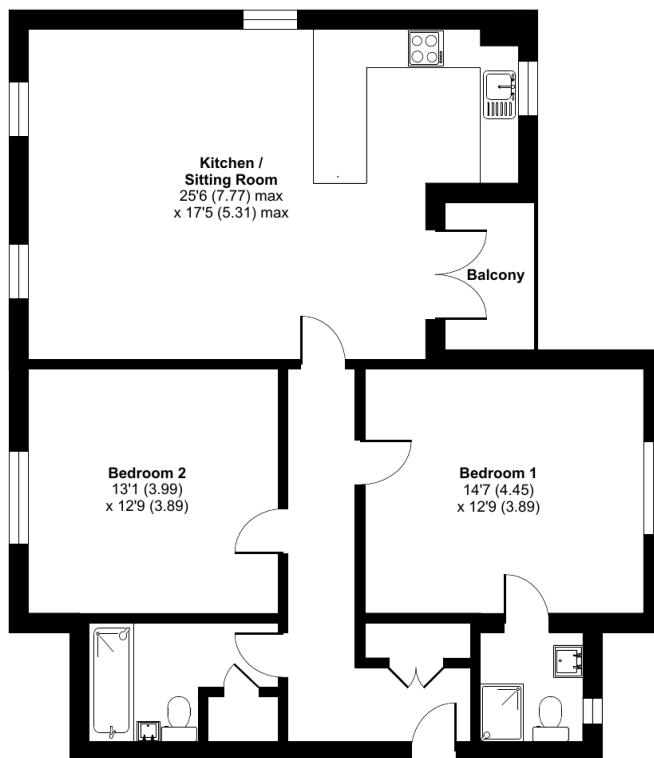 Kitchen /
Sitting Room
25'6 (7.77) max
x 17'5 (5.31) max
Balcony
Bedroom 2
13'1 (3.99)
x 12'9 (3.89)
Bedroom 1
14'7 (4.45)
x 12'9 (3.89)